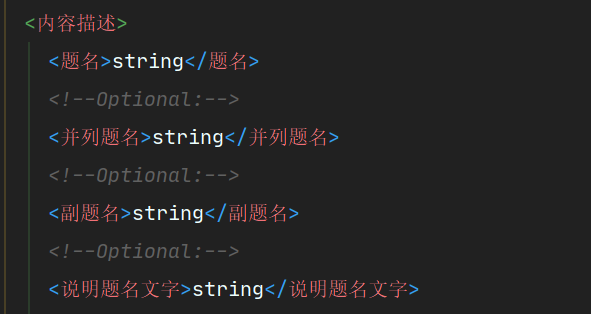 <内容描述>
<题名>string</题名>
<!--Optional:-->
<并列题名>string</并列题名>
<!--Optional:-->
<副题名>string</副题名>
<!--Optional:-->
<说明题名文字>string</说明题名文字>